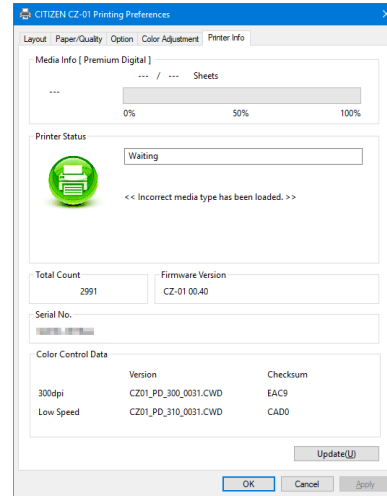 CITIZEN CZ-01 Printing Preferences
Layout Paper/Quality Option Color Adjustment Printer Info
Media Info [ Premium Digital ]
--- / --- Sheets
---
0% 50% 100%
Printer Status
Waiting
<< Incorrect media type has been loaded. >>
Total Count Firmware Version
2991 CZ-01 00.40
Serial No.
Color Control Data
Version Checksum
300dpi CZ01_PD_300_0031.CWD EAC9
Low Speed CZ01_PD_310_0031.CWD CAD0
Update(U)
OK Cancel Apply